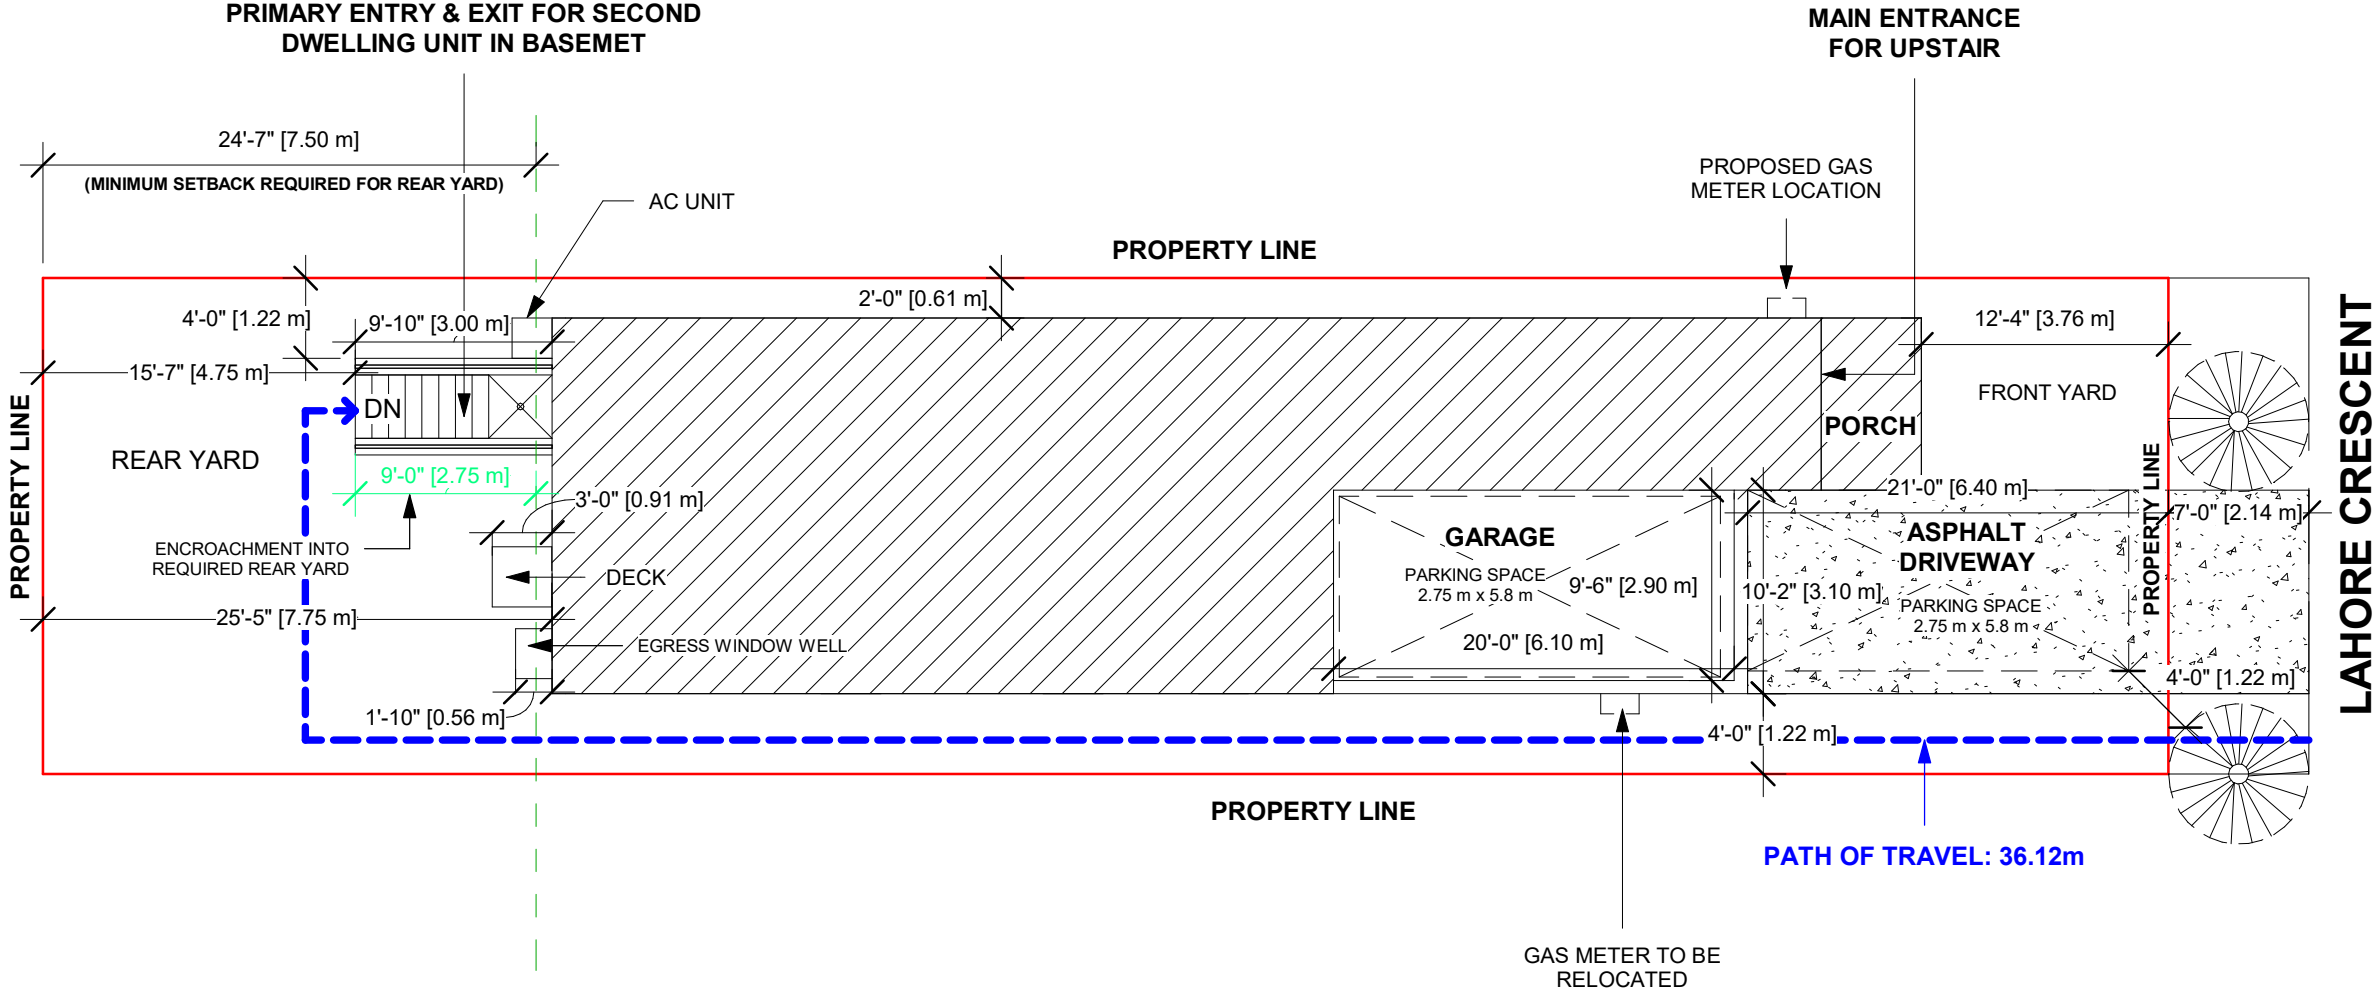 PRIMARY ENTRY & EXIT FOR SECOND
DWELLING UNIT IN BASEMET
MAIN ENTRANCE
FOR UPSTAIR
24'-7" [7.50 m]
(MINIMUM SETBACK REQUIRED FOR REAR YARD)
AC UNIT
PROPOSED GAS
METER LOCATION
PROPERTY LINE
2'-0" [0.61 m]
4'-0" [1.22 m]
9'-10" [3.00 m]
12'-4" [3.76 m]
15'-7" [4.75 m]
DN
FRONT YARD
PORCH
REAR YARD
PROPERTY LINE
9'-0" [2.75 m]
3'-0" [0.91 m]
21'-0" [6.40 m]
7'-0" [2.14 m]
PROPERTY LINE
LAHORE CRESCENT
ENCROACHMENT INTO
REQUIRED REAR YARD
GARAGE
PARKING SPACE
2.75 m x 5.8 m
9'-6" [2.90 m]
20'-0" [6.10 m]
ASPHALT
DRIVEWAY
10'-2" [3.10 m]
PARKING SPACE
2.75 m x 5.8 m
DECK
25'-5" [7.75 m]
EGRESS WINDOW WELL
4'-0" [1.22 m]
1'-10" [0.56 m]
4'-0" [1.22 m]
PROPERTY LINE
PATH OF TRAVEL: 36.12m
GAS METER TO BE
RELOCATED